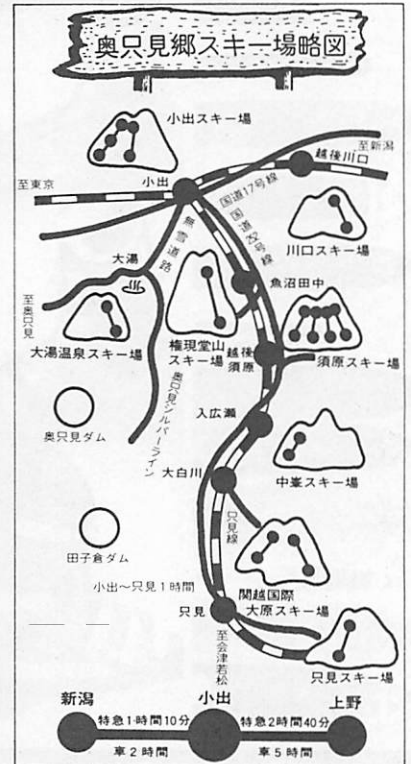 奥只見郷スキー場略図
小出スキー場
至新潟
越後川口
至東京
小出
国道17号線
国道252号線
川口スキー場
無雪道路
大湯
魚沼田中
至奥只見
大湯温泉スキー場
権現堂山
スキー場
越後
須原
須原スキー場
奥只見シルバーライン
入広瀬
奥只見ダム
大白川
中峯スキー場
只見線
田子倉ダム
小出〜只見1時間
関越国際
大原スキー場
只見
至会津若松
只見スキー場
新潟
小出
上野
特急1時間10分
特急2時間40分
車2時間
車5時間